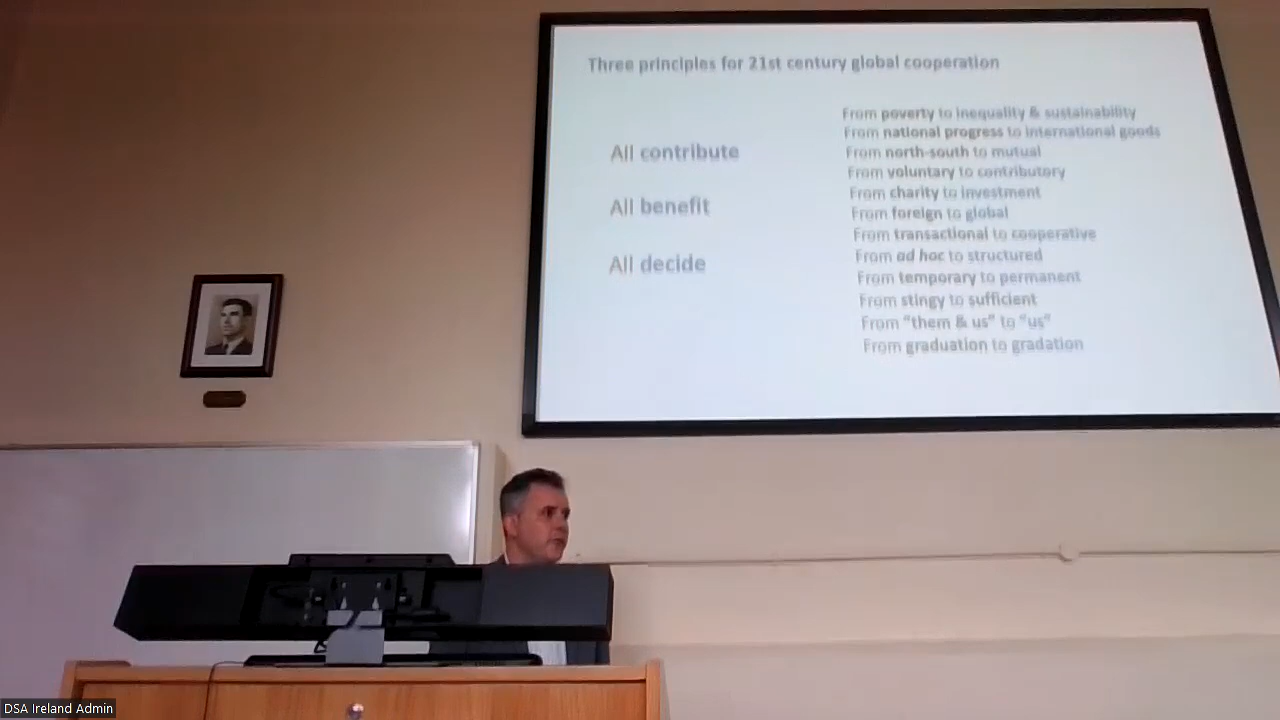 Three principles for 21st century global cooperation
All contribute
All benefit
All decide
From poverty to inequality & sustainability
From national progress to international goods
From north-south to mutual
From voluntary to contributory
From charity to investment
From foreign to global
From transactional to cooperative
From ad hoc to structured
From temporary to permanent
From stingy to sufficient
From “them & us” to “us”
From graduation to gradation
DSA Ireland Admin